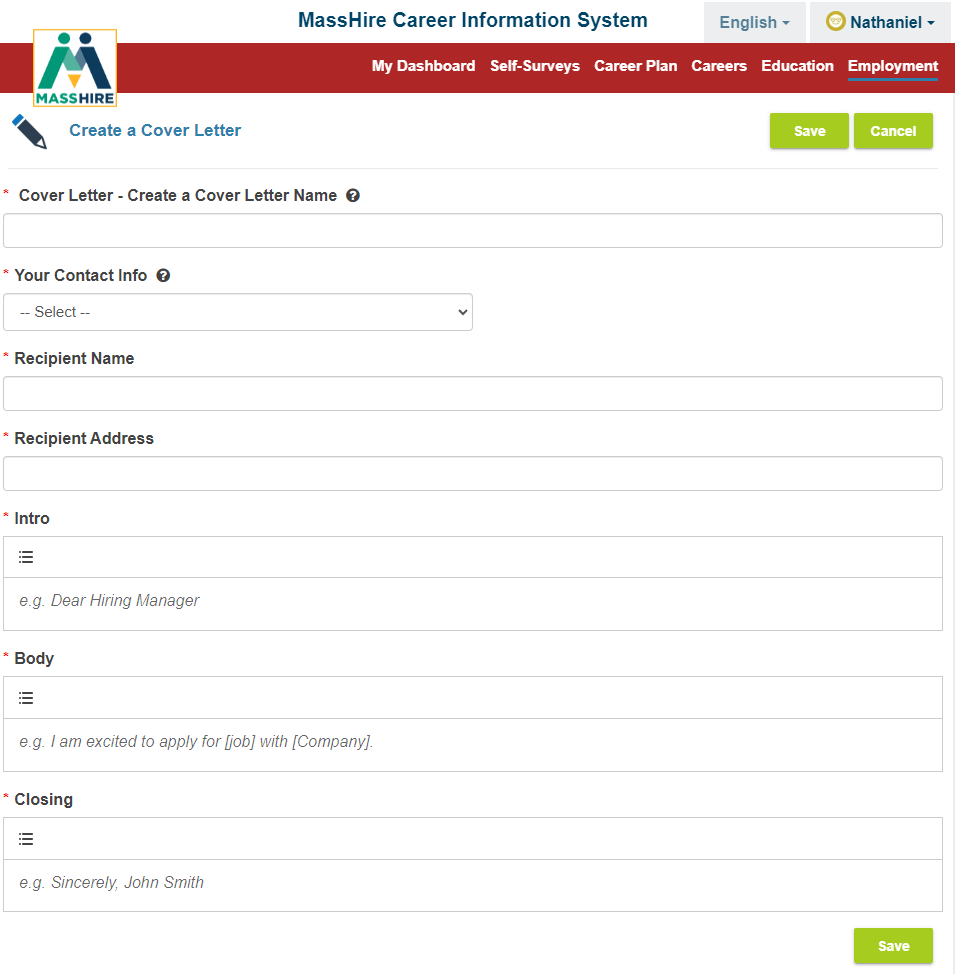 MassHire Career Information System
English
Nathaniel
MASSHIRE
My Dashboard Self-Surveys Career Plan Careers Education Employment
Create a Cover Letter
Save Cancel
* Cover Letter - Create a Cover Letter Name ?
* Your Contact Info ?
-- Select --
* Recipient Name
* Recipient Address
* Intro
e.g. Dear Hiring Manager
* Body
e.g. I am excited to apply for [job] with [Company].
* Closing
e.g. Sincerely, John Smith
Save